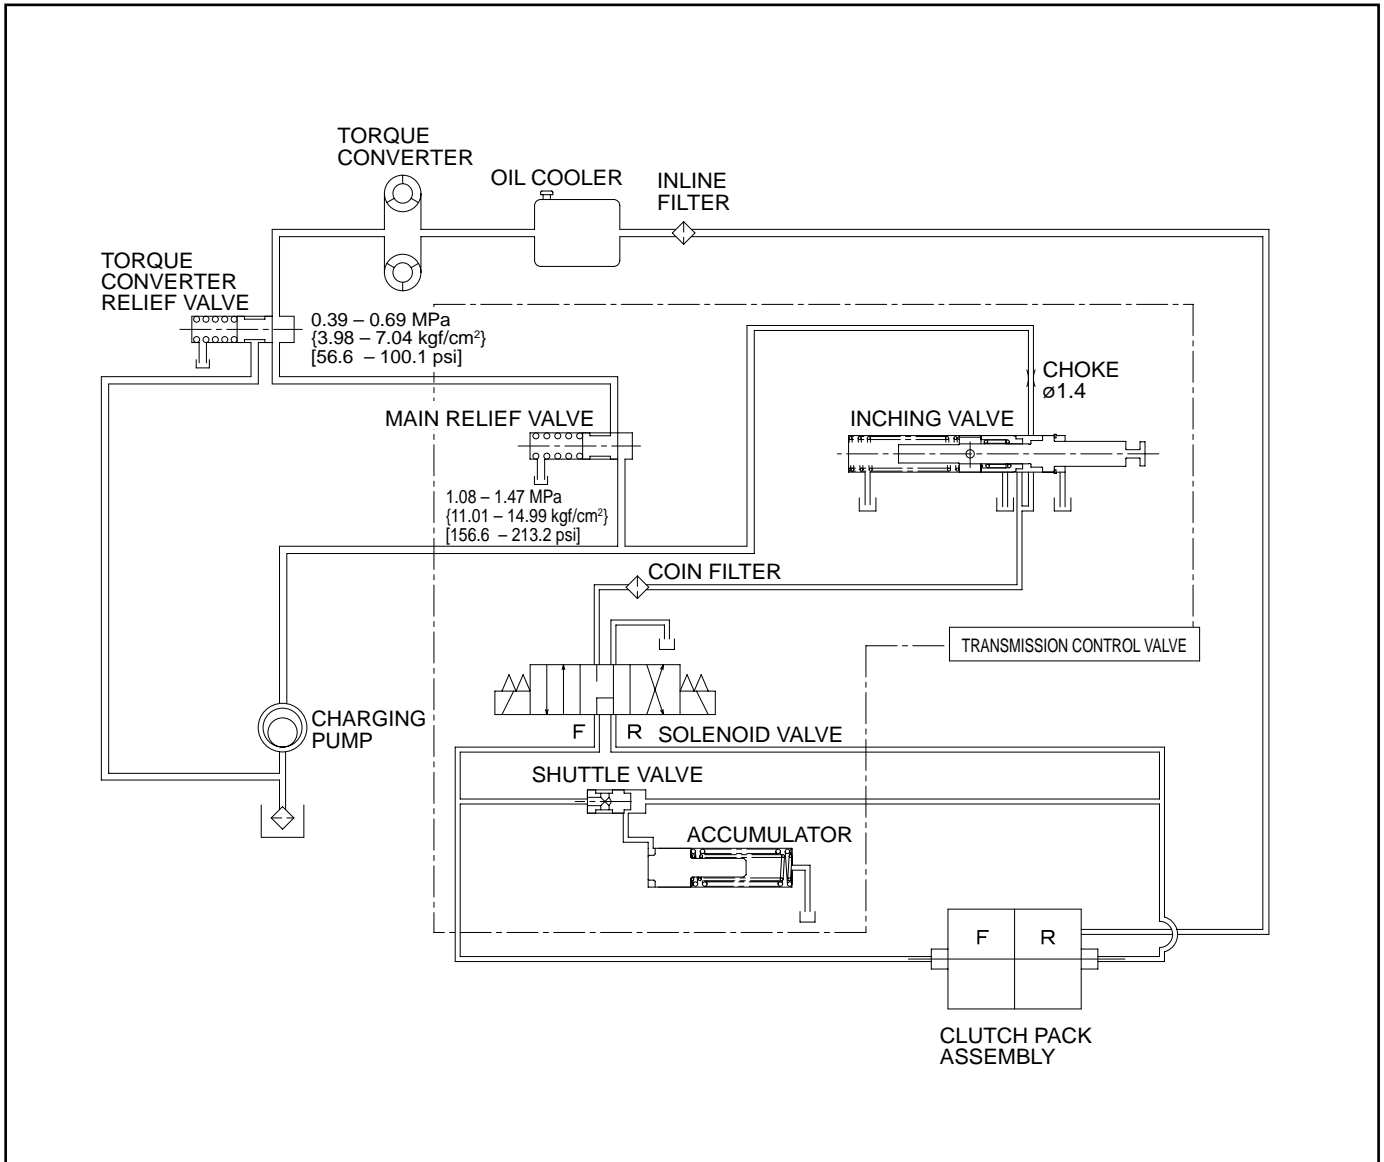 TORQUE
CONVERTER
OIL COOLER
INLINE
FILTER
TORQUE
CONVERTER
RELIEF VALVE
0.39 – 0.69 MPa
{3.98 – 7.04 kgf/cm²}
[56.6 – 100.1 psi]
CHOKE
ø1.4
MAIN RELIEF VALVE
INCHING VALVE
1.08 – 1.47 MPa
{11.01 – 14.99 kgf/cm²}
[156.6 – 213.2 psi]
COIN FILTER
TRANSMISSION CONTROL VALVE
CHARGING
PUMP
F R SOLENOID VALVE
SHUTTLE VALVE
ACCUMULATOR
F R
CLUTCH PACK
ASSEMBLY